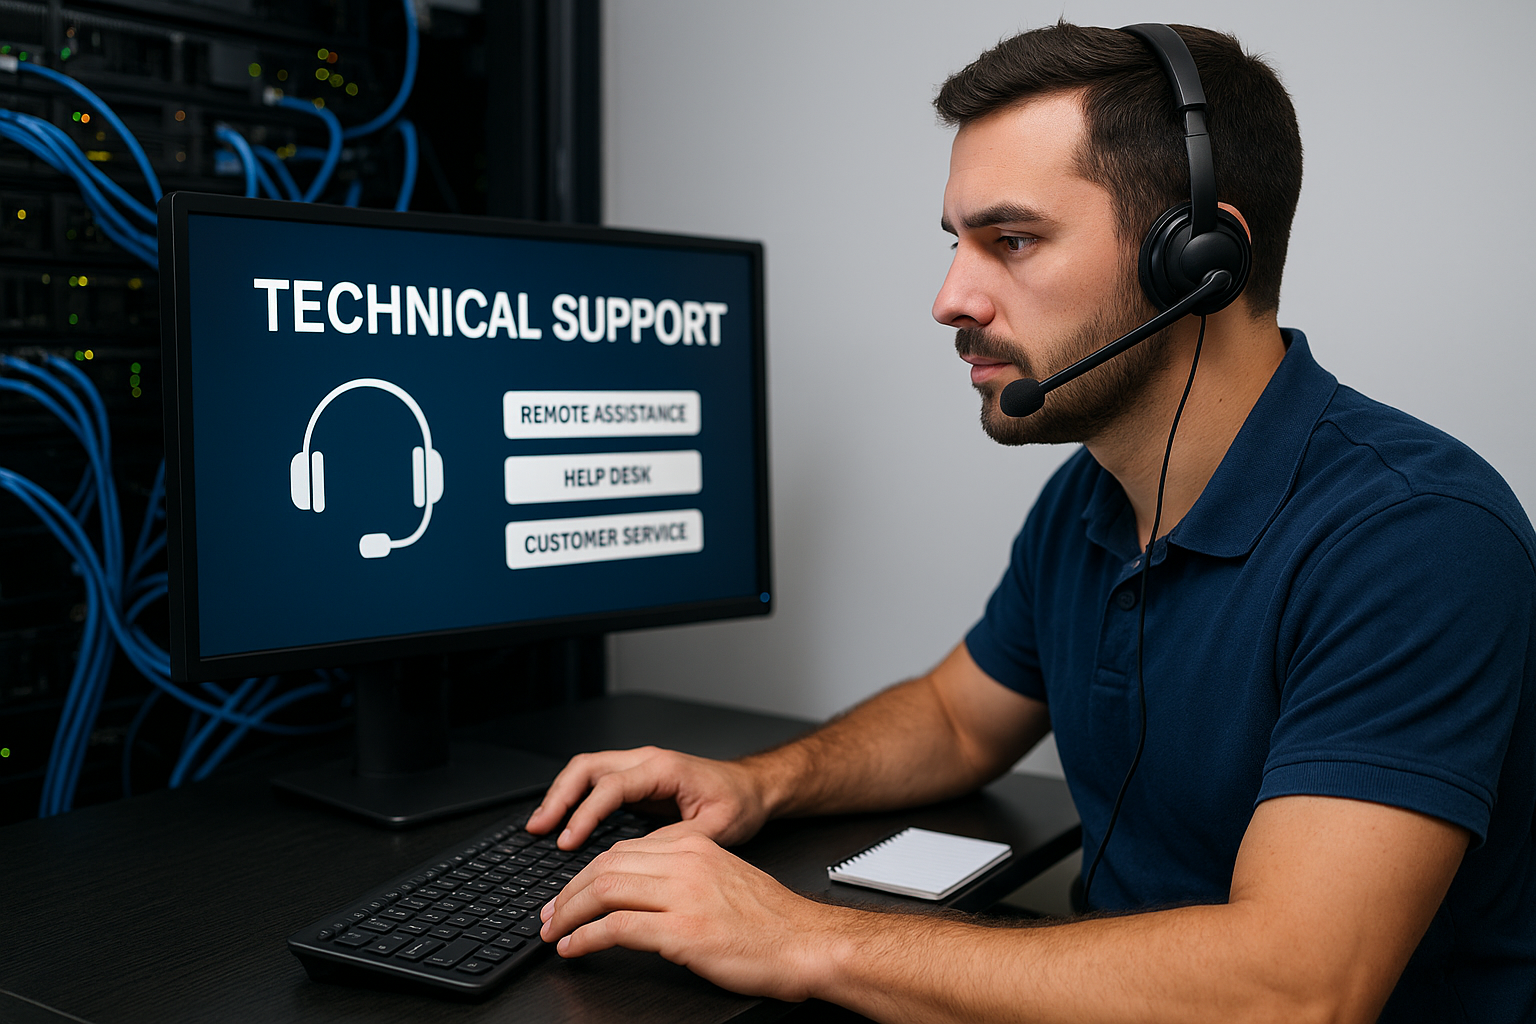 TECHNICAL SUPPORT
REMOTE ASSISTANCE
HELP DESK
CUSTOMER SERVICE